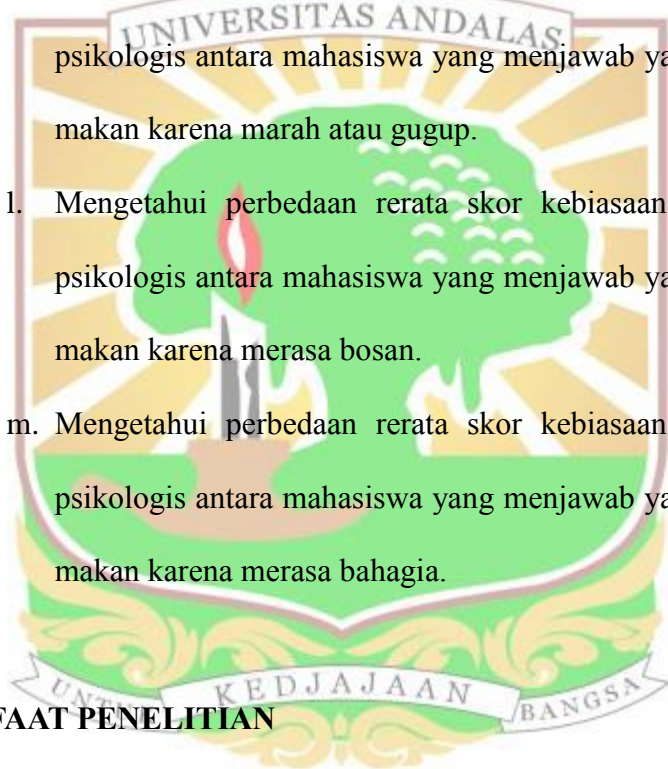 UNIVERSITAS ANDALAS
psikologis antara mahasiswa yang menjawab ya
makan karena marah atau gugup.
l. Mengetahui perbedaan rerata skor kebiasaan
psikologis antara mahasiswa yang menjawab ya
makan karena merasa bosan.
m. Mengetahui perbedaan rerata skor kebiasaan
psikologis antara mahasiswa yang menjawab ya
makan karena merasa bahagia.
UNTUK KEDJAJAAN BANGSA
FAAT PENELITIAN